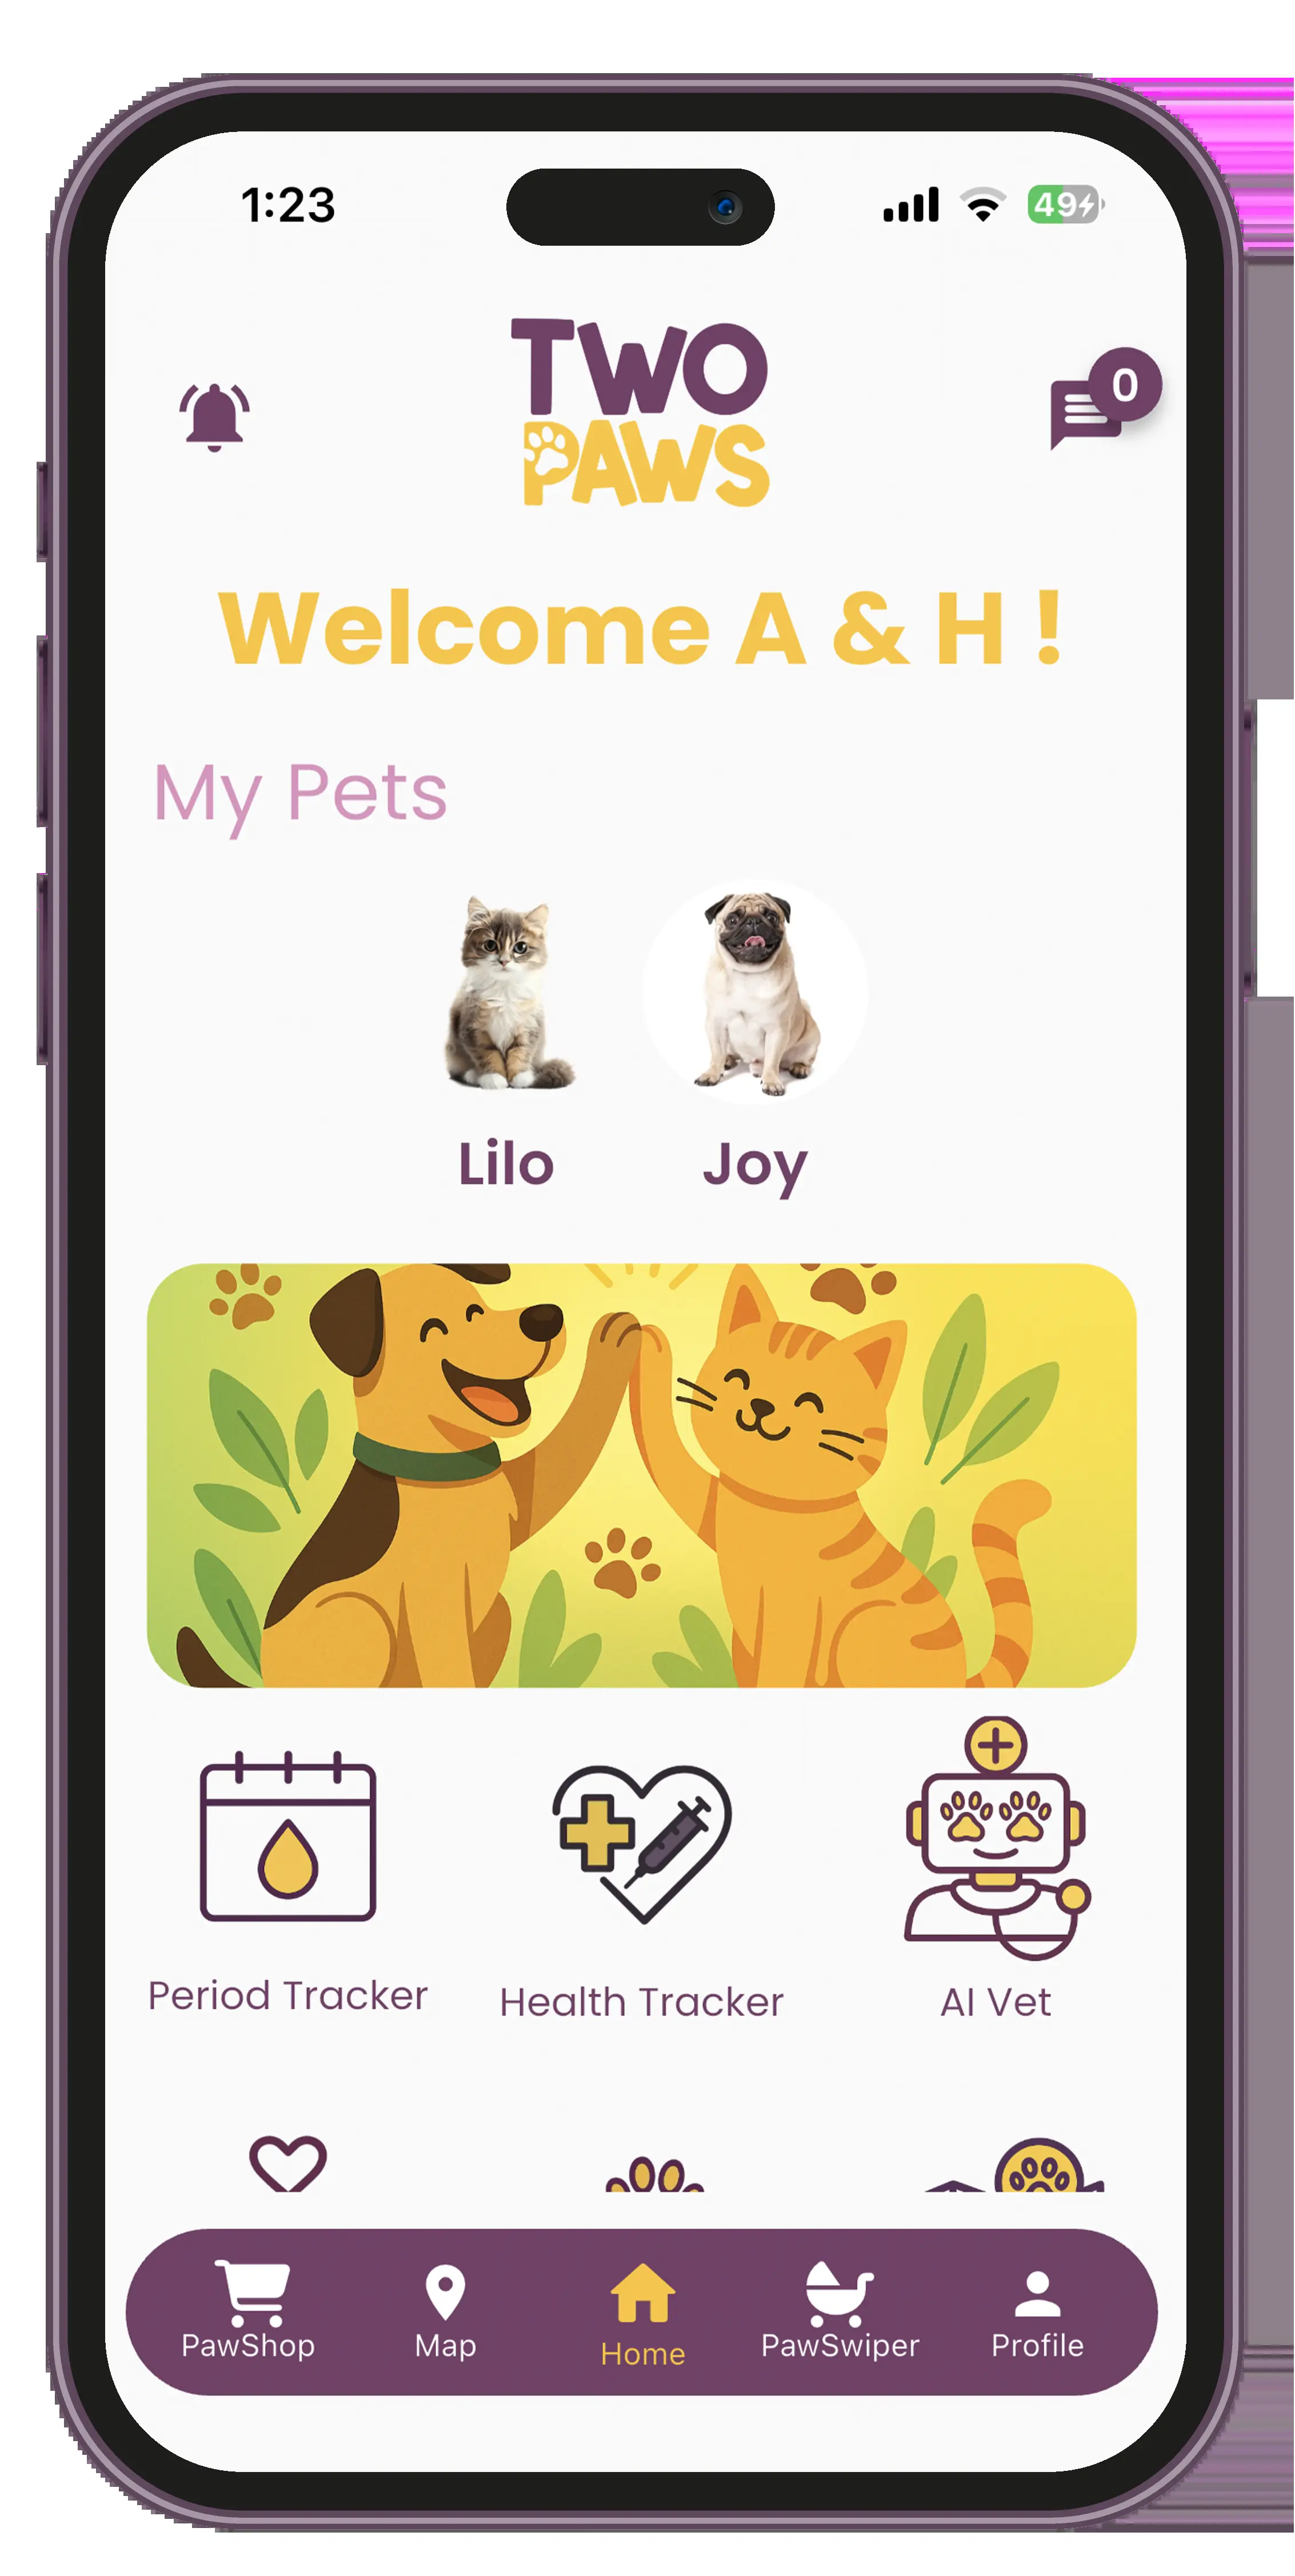 1:23
49
TWO
PAWS
0
Welcome A & H !
My Pets
Lilo
Joy
Period Tracker
Health Tracker
AI Vet
PawShop
Map
Home
PawSwiper
Profile